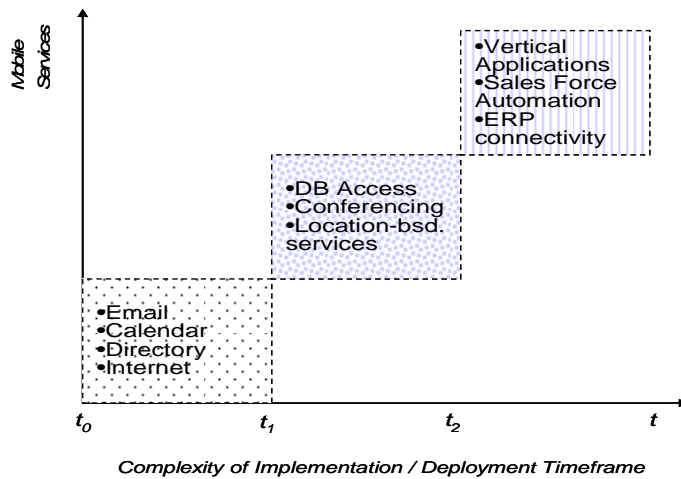 Mobile
Services
•Vertical
Applications
•Sales Force
Automation
•ERP
connectivity
•DB Access
•Conferencing
•Location-bsd.
services
•Email
•Calendar
•Directory
•Internet
t0
t1
t2
t
Complexity of Implementation / Deployment Timeframe